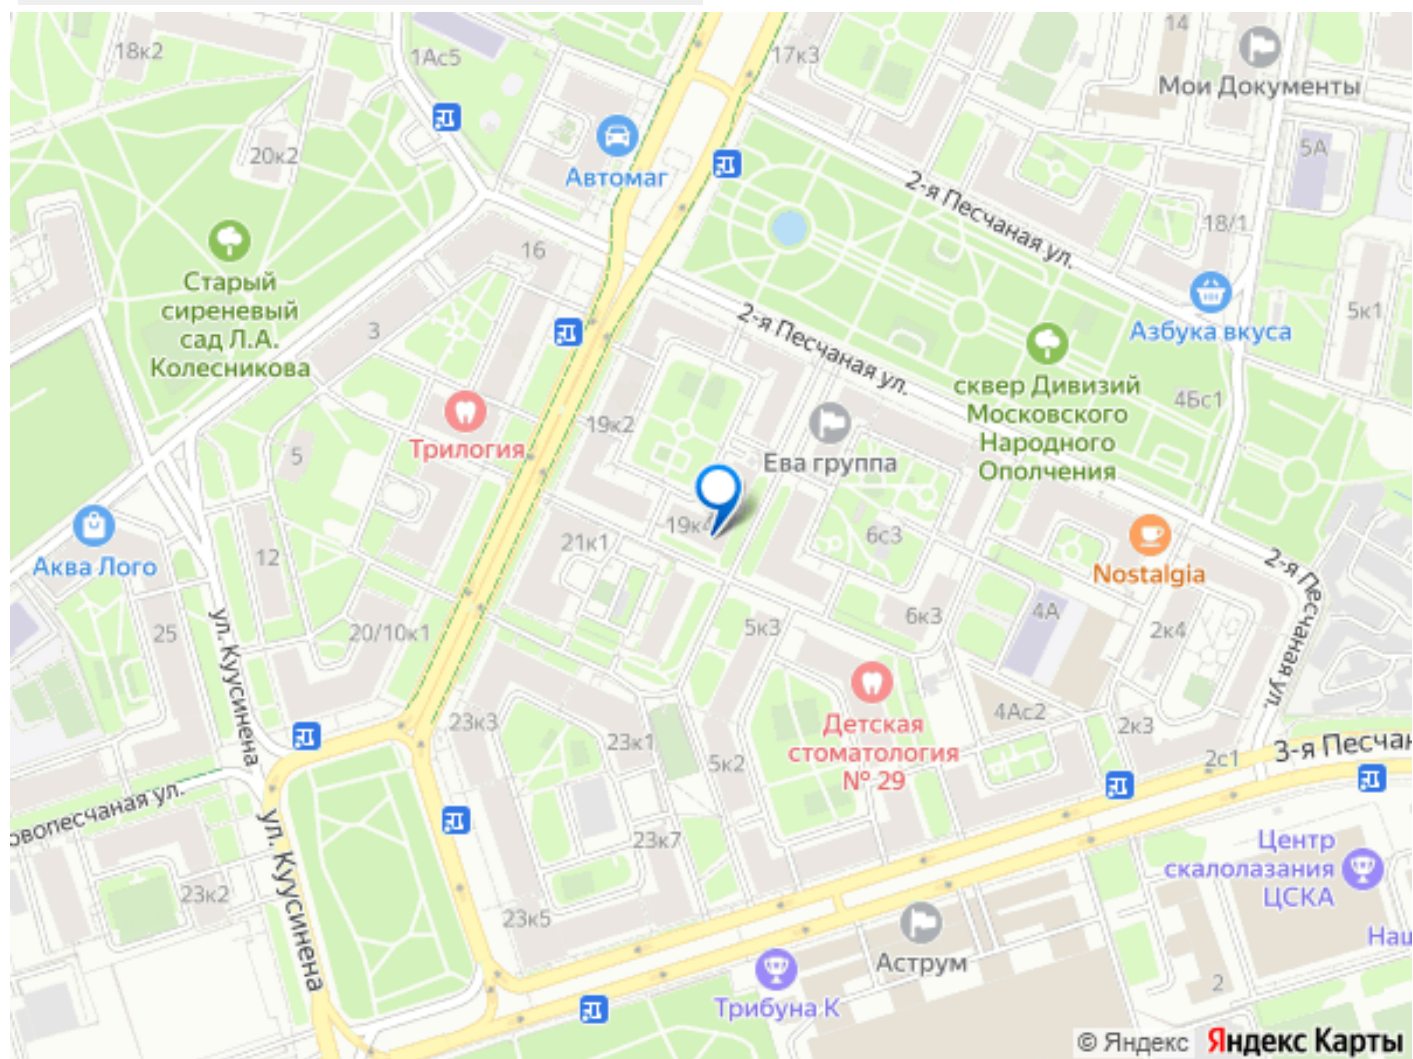 18к2
1Ас5
17к3
14
Мои Документы
20к2
Автомаг
5А
2-я Песчаная ул.
18/1
16
Старый
сиреневый
сад Л.А.
Колесникова
3
2-я Песчаная ул.
Азбука вкуса
5к1
сквер Дивизий
Московского
Народного
Ополчения
4Бс1
19к2
Трилогия
5
Ева группа
19к4
21к1
6с3
Аква Лого
12
Nostalgia
2-я Песчаная ул.
25
ул. Куусинена
20/10к1
5к3
6к3
4А
2к4
Детская
стоматология
№ 29
4Ас2
2к3
2с1
3-я Песчан
23к3
23к1
5к2
овопесчаная ул.
ул. Куусинена
23к7
Центр
скалолазания
ЦСКА
23к2
23к5
Аструм
Наш
Трибуна К
2
© Яндекс Яндекс Карты